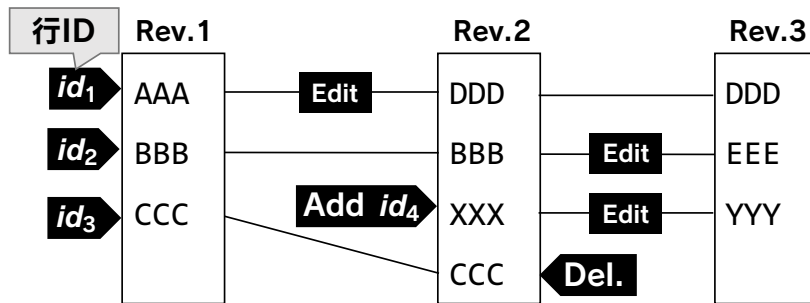 行ID Rev.1 Rev.2 Rev.3
id₁ AAA Edit DDD DDD
id₂ BBB BBB Edit EEE
id₃ CCC Add id₄ XXX Edit YYY
CCC Del.